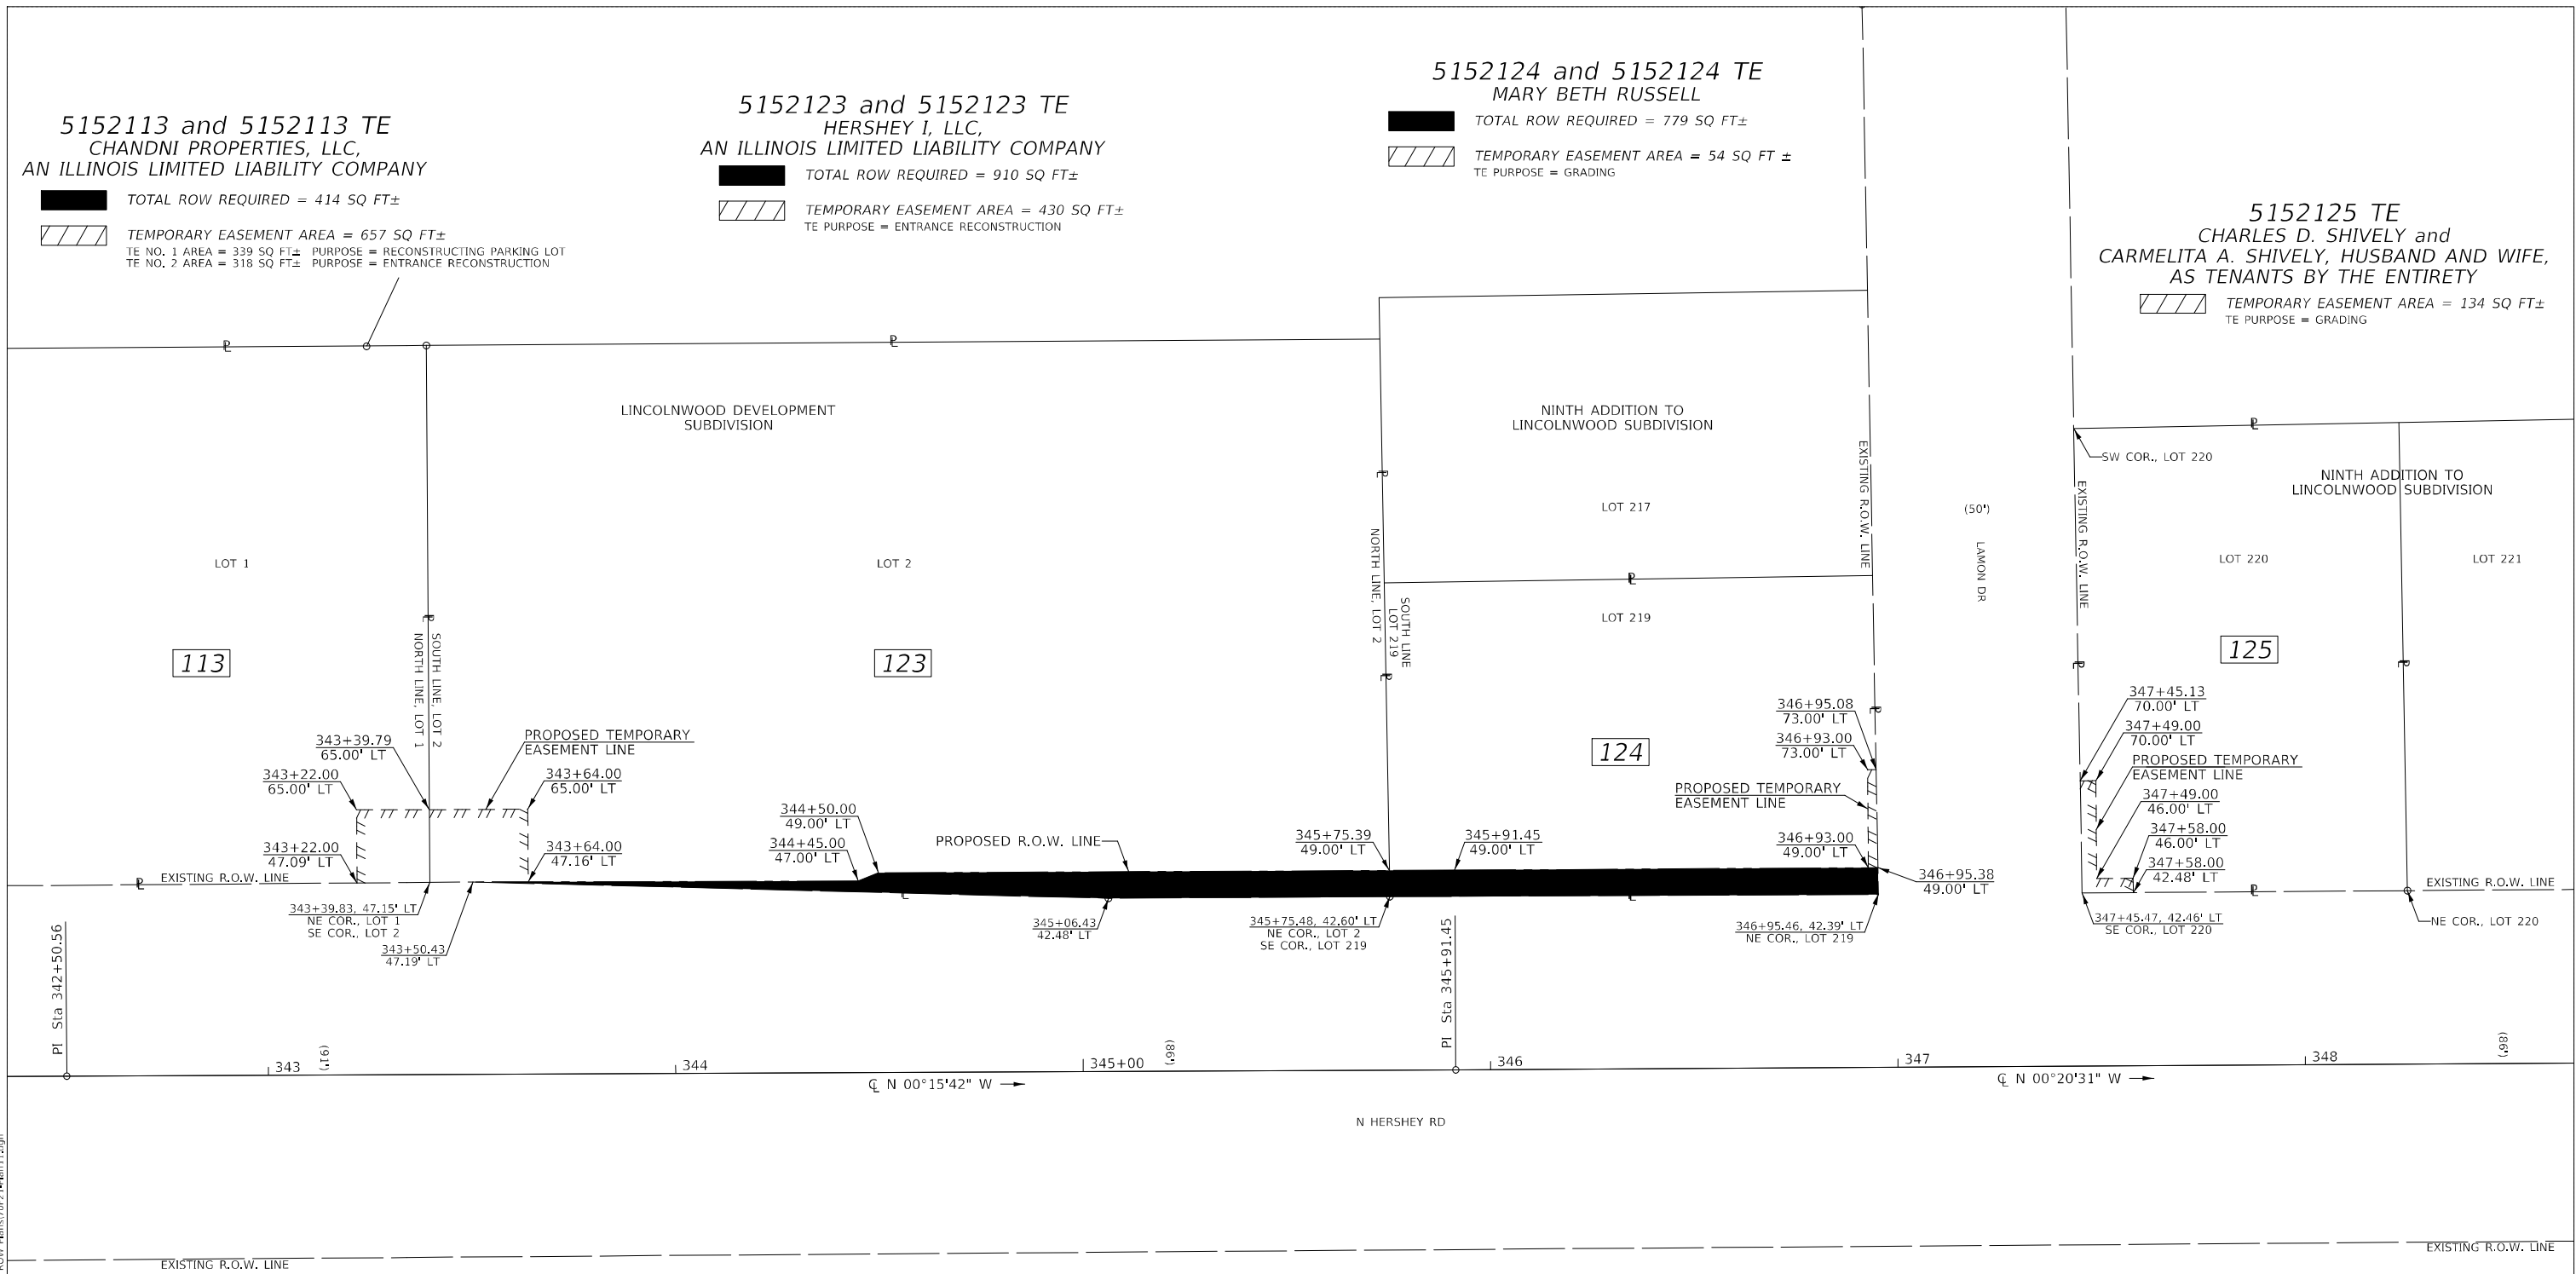 5152113 and 5152113 TE
CHANDNI PROPERTIES, LLC,
AN ILLINOIS LIMITED LIABILITY COMPANY
TOTAL ROW REQUIRED = 414 SQ FT±
TEMPORARY EASEMENT AREA = 657 SQ FT±
TE NO. 1 AREA = 339 SQ FT± PURPOSE = RECONSTRUCTING PARKING LOT
TE NO. 2 AREA = 318 SQ FT± PURPOSE = ENTRANCE RECONSTRUCTION
5152123 and 5152123 TE
HERSHEY I, LLC,
AN ILLINOIS LIMITED LIABILITY COMPANY
TOTAL ROW REQUIRED = 910 SQ FT±
TEMPORARY EASEMENT AREA = 430 SQ FT±
TE PURPOSE = ENTRANCE RECONSTRUCTION
5152124 and 5152124 TE
MARY BETH RUSSELL
TOTAL ROW REQUIRED = 779 SQ FT±
TEMPORARY EASEMENT AREA = 54 SQ FT ±
TE PURPOSE = GRADING
5152125 TE
CHARLES D. SHIVELY and
CARMELITA A. SHIVELY, HUSBAND AND WIFE,
AS TENANTS BY THE ENTIRETY
TEMPORARY EASEMENT AREA = 134 SQ FT±
TE PURPOSE = GRADING
LINCOLNWOOD DEVELOPMENT
SUBDIVISION
NINTH ADDITION TO
LINCOLNWOOD SUBDIVISION
SW COR., LOT 220
NINTH ADDITION TO
LINCOLNWOOD SUBDIVISION
LOT 1
LOT 2
LOT 217
LOT 219
LOT 220
LOT 221
(50')
LAMON DR
EXISTING R.O.W. LINE
EXISTING R.O.W. LINE
NORTH LINE, LOT 1
SOUTH LINE, LOT 2
NORTH LINE, LOT 2
SOUTH LINE
LOT 219
113
123
124
125
343+39.79
65.00' LT
PROPOSED TEMPORARY
EASEMENT LINE
343+22.00
65.00' LT
343+64.00
65.00' LT
343+22.00
47.09' LT
343+64.00
47.16' LT
344+50.00
49.00' LT
344+45.00
47.00' LT
PROPOSED R.O.W. LINE
345+75.39
49.00' LT
345+91.45
49.00' LT
346+95.08
73.00' LT
346+93.00
73.00' LT
PROPOSED TEMPORARY
EASEMENT LINE
346+93.00
49.00' LT
346+95.38
49.00' LT
347+45.13
70.00' LT
347+49.00
70.00' LT
PROPOSED TEMPORARY
EASEMENT LINE
347+49.00
46.00' LT
347+58.00
46.00' LT
347+58.00
42.48' LT
EXISTING R.O.W. LINE
EXISTING R.O.W. LINE
343+39.83, 47.15' LT
NE COR., LOT 1
SE COR., LOT 2
343+50.43
47.19' LT
345+06.43
42.48' LT
345+75.48, 42.60' LT
NE COR., LOT 2
SE COR., LOT 219
346+95.46, 42.39' LT
NE COR., LOT 219
347+45.47, 42.46' LT
SE COR., LOT 220
NE COR., LOT 220
PI Sta 342+50.56
PI Sta 345+91.45
343
(91')
344
345+00
(86')
346
347
348
(86')
℄ N 00°15'42" W
℄ N 00°20'31" W
N HERSHEY RD
EXISTING R.O.W. LINE
EXISTING R.O.W. LINE